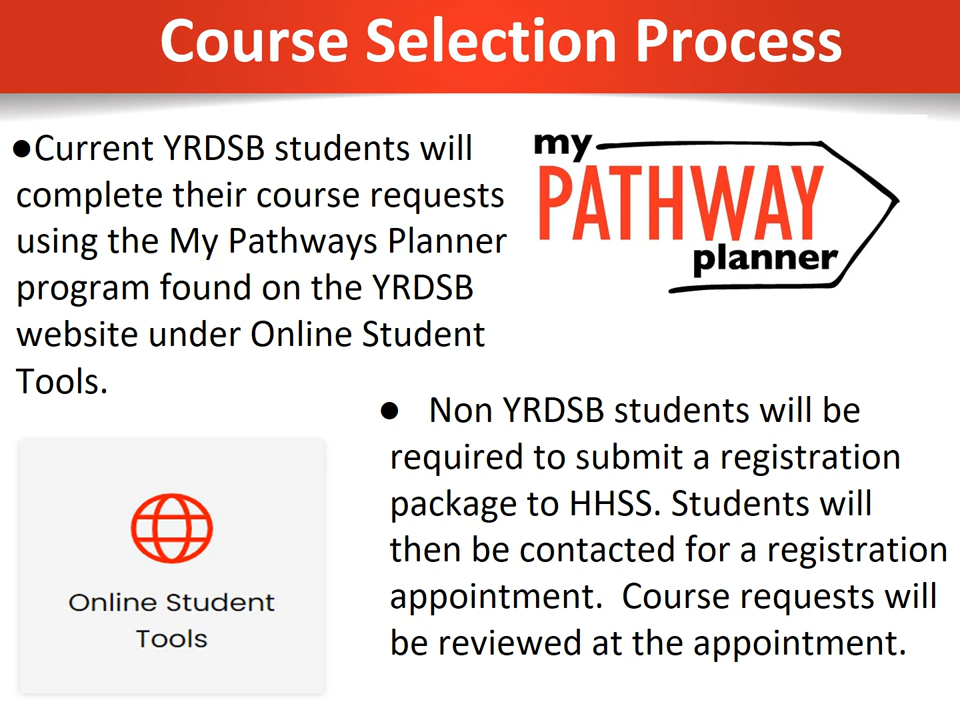 Course Selection Process
●Current YRDSB students will
complete their course requests
using the My Pathways Planner
program found on the YRDSB
website under Online Student
Tools.
my
PATHWAY
planner
● Non YRDSB students will be
required to submit a registration
package to HHSS. Students will
then be contacted for a registration
appointment.  Course requests will
be reviewed at the appointment.
Online Student
Tools